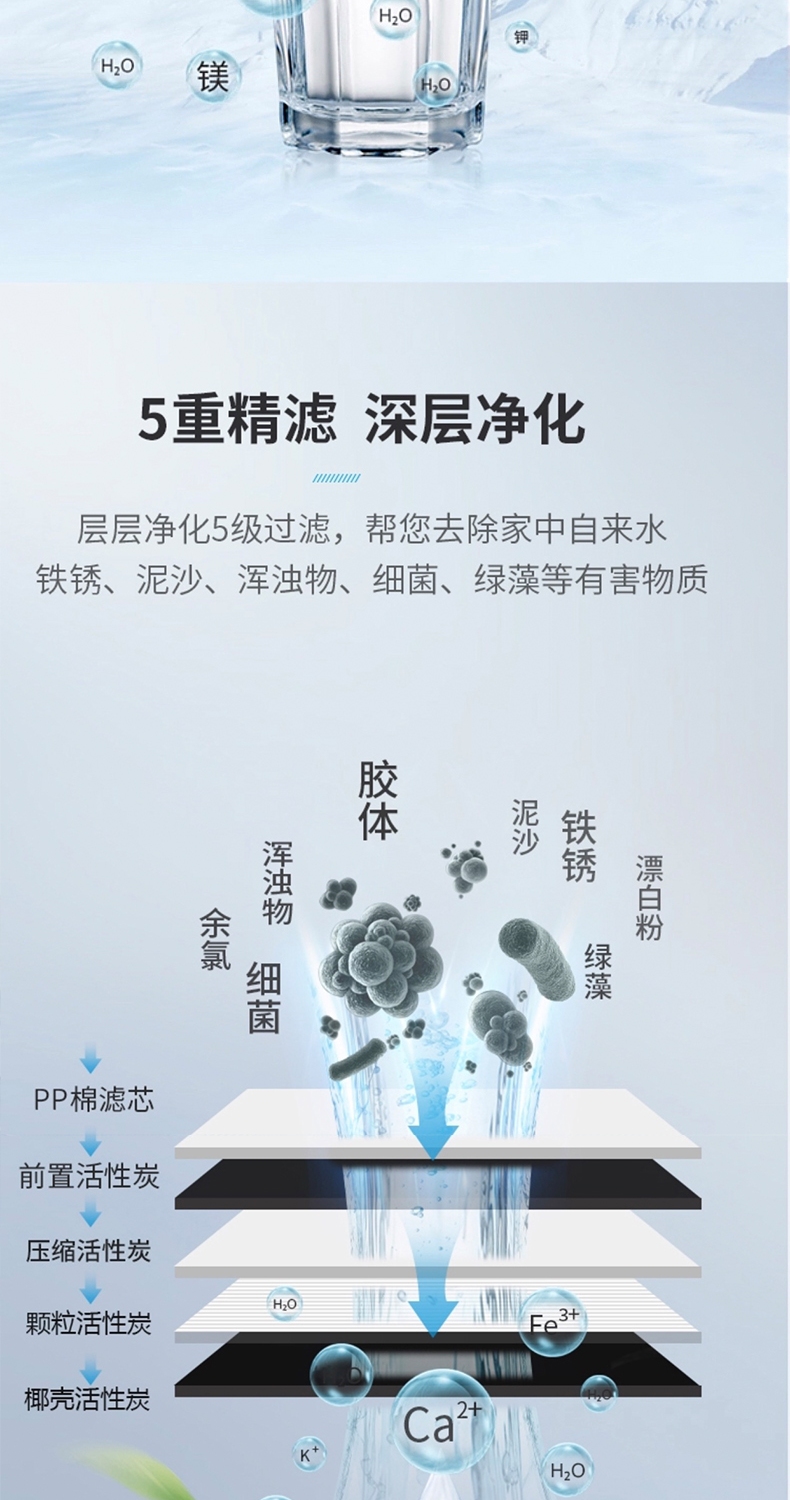 H₂O
钾
H₂O
镁
H₂O
5重精滤 深层净化
层层净化5级过滤，帮您去除家中自来水
铁锈、泥沙、浑浊物、细菌、绿藻等有害物质
胶体
泥沙
铁锈
浑浊物
漂白粉
余氯
绿藻
细菌
PP棉滤芯
前置活性炭
压缩活性炭
颗粒活性炭
椰壳活性炭
H₂O
Fe³⁺
H₂O
Ca²⁺
K⁺
H₂O